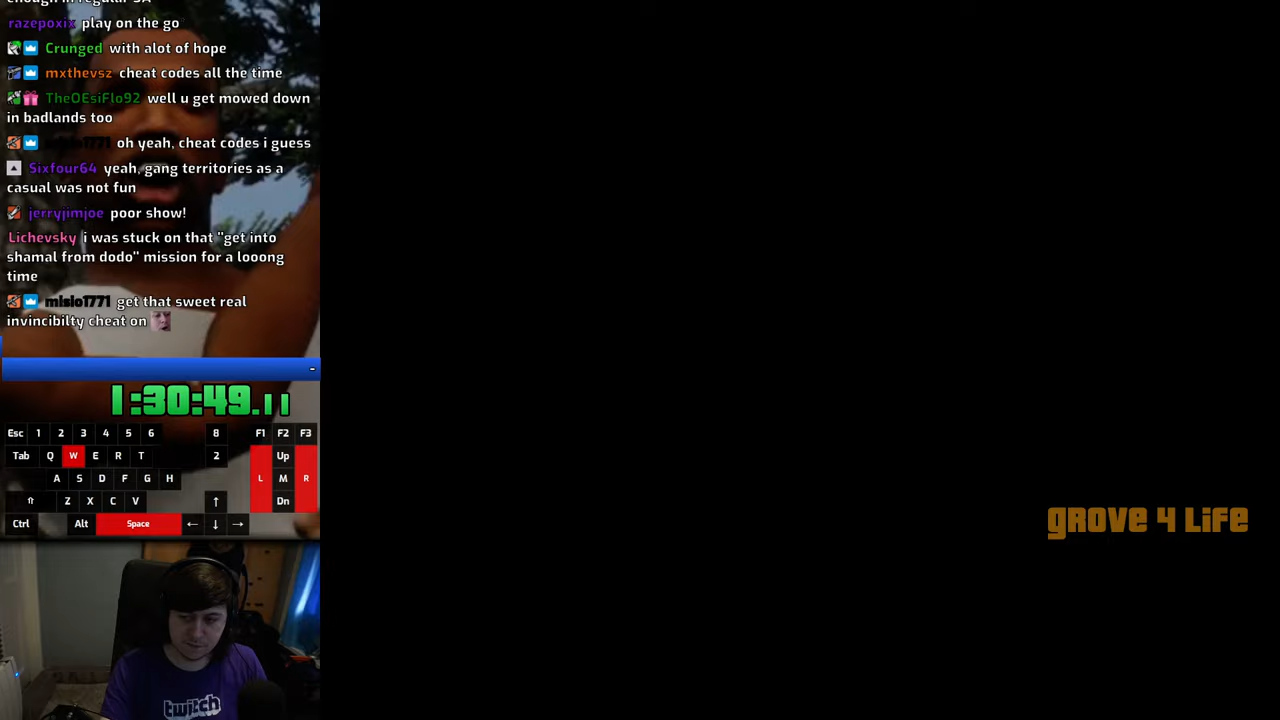 razepoxix play on the go
Crunged with alot of hope
mxthevsz cheat codes all the time
TheOEsiFlo92 well u get mowed down
in badlands too
oh yeah, cheat codes i guess
Sixfour64 yeah, gang territories as a
casual was not fun
jerryjimjoe poor show!
Lichevsky i was stuck on that "get into
shamal from dodo" mission for a looong
time
misio1771 get that sweet real
invincibilty cheat on
-
1:30:49.11
Esc 1 2 3 4 5 6 8 F1 F2 F3
Tab Q W E R T 2 Up
A S D F G H L M R
Z X C V ↑ Dn
Ctrl Alt Space ← ↓ →
GROVE 4 LIFE
twitch